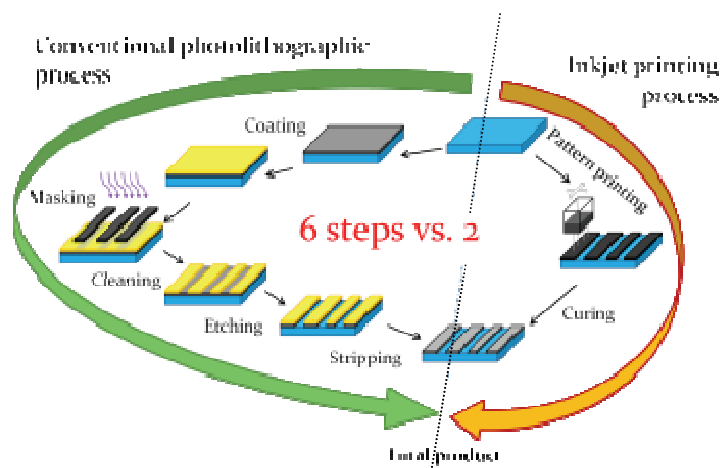 Conventional photolithographic
process
Inkjet printing
process
Coating
Pattern printing
Masking
6 steps vs. 2
Cleaning
Etching
Curing
Stripping
Final product